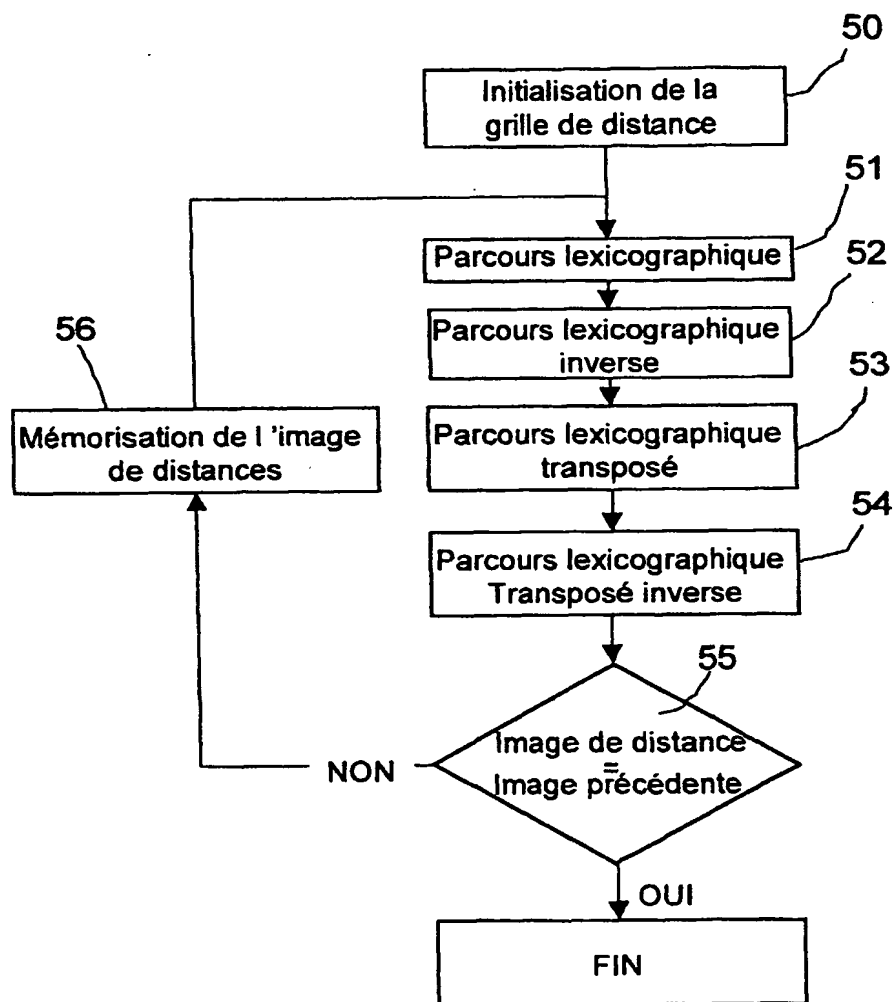 50
Initialisation de la
grille de distance
51
Parcours lexicographique
52
Parcours lexicographique
inverse
56
53
Mémorisation de l 'image
de distances
Parcours lexicographique
transposé
54
Parcours lexicographique
Transposé inverse
55
Image de distance
=
Image précédente
NON
OUI
FIN